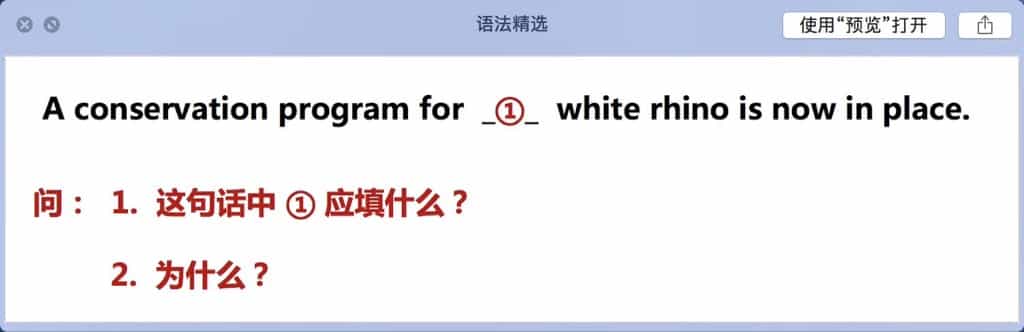 语法精选
使用“预览”打开
A conservation program for _①_ white rhino is now in place.
问： 1. 这句话中 ① 应填什么？
2. 为什么？